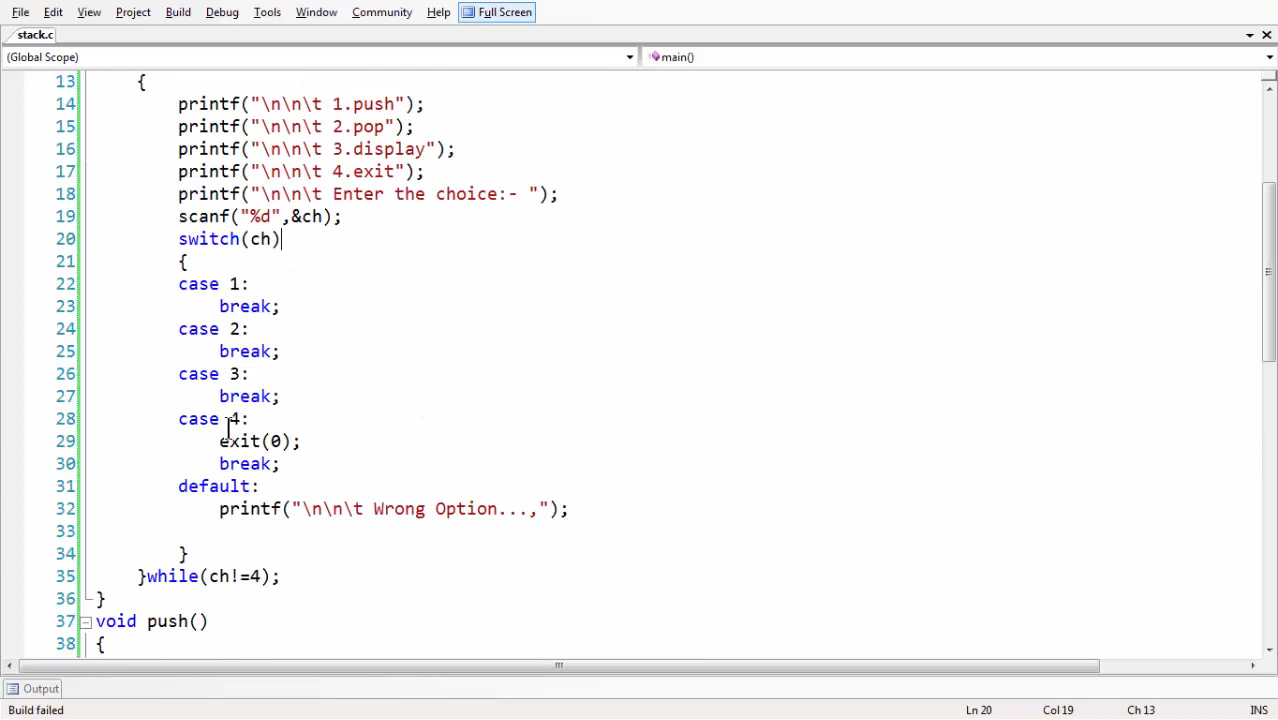 File Edit View Project Build Debug Tools Window Community Help Full Screen
stack.c
(Global Scope) main()
13 {
14 printf("\n\n\t 1.push");
15 printf("\n\n\t 2.pop");
16 printf("\n\n\t 3.display");
17 printf("\n\n\t 4.exit");
18 printf("\n\n\t Enter the choice:- ");
19 scanf("%d",&ch);
20 switch(ch)
21 {
22 case 1:
23 break;
24 case 2:
25 break;
26 case 3:
27 break;
28 case 4:
29 exit(0);
30 break;
31 default:
32 printf("\n\n\t Wrong Option...,");
33
34 }
35 }while(ch!=4);
36 }
37 void push()
38 {
Output
Build failed Ln 20 Col 19 Ch 13 INS